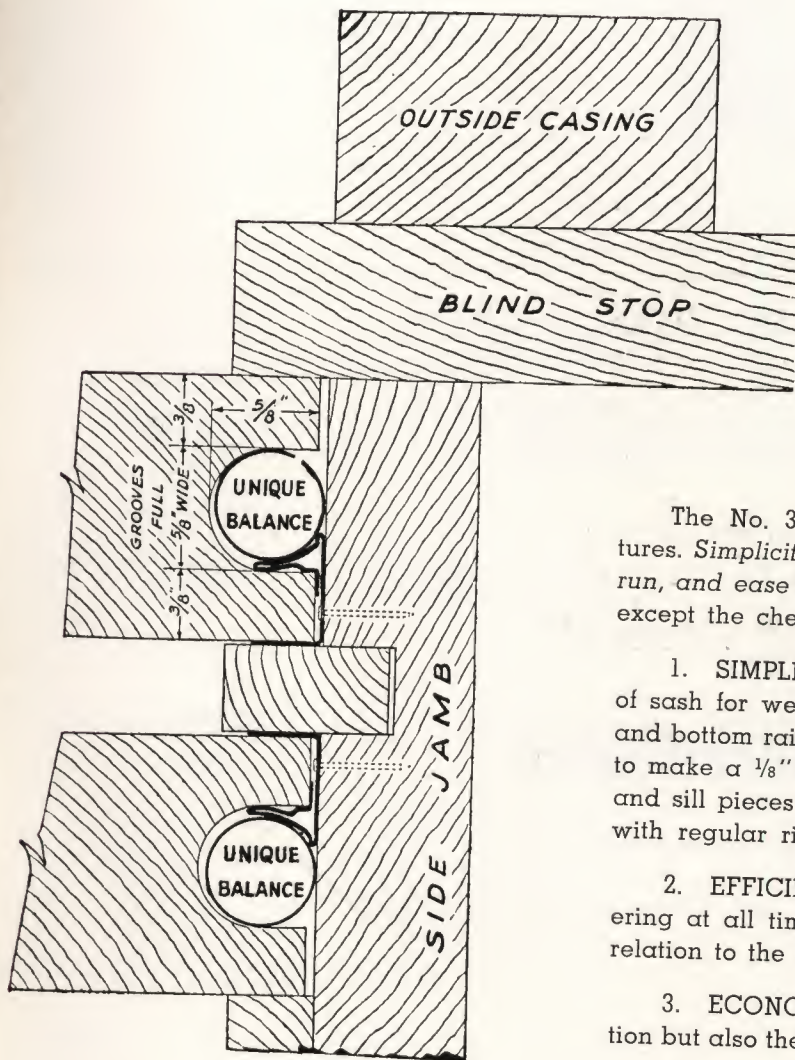 OUTSIDE CASING
BLIND STOP
3/8
5/8"
GROOVES
FULL
5/8" WIDE
3/8"
UNIQUE
BALANCE
SIDE JAMB
UNIQUE
BALANCE
The No. 3
tures. Simplicit
run, and ease
except the che
1. SIMPLE
of sash for we
and bottom rai
to make a 1/8"
and sill pieces
with regular ri
2. EFFICIE
ering at all tin
relation to the
3. ECONO
tion but also the